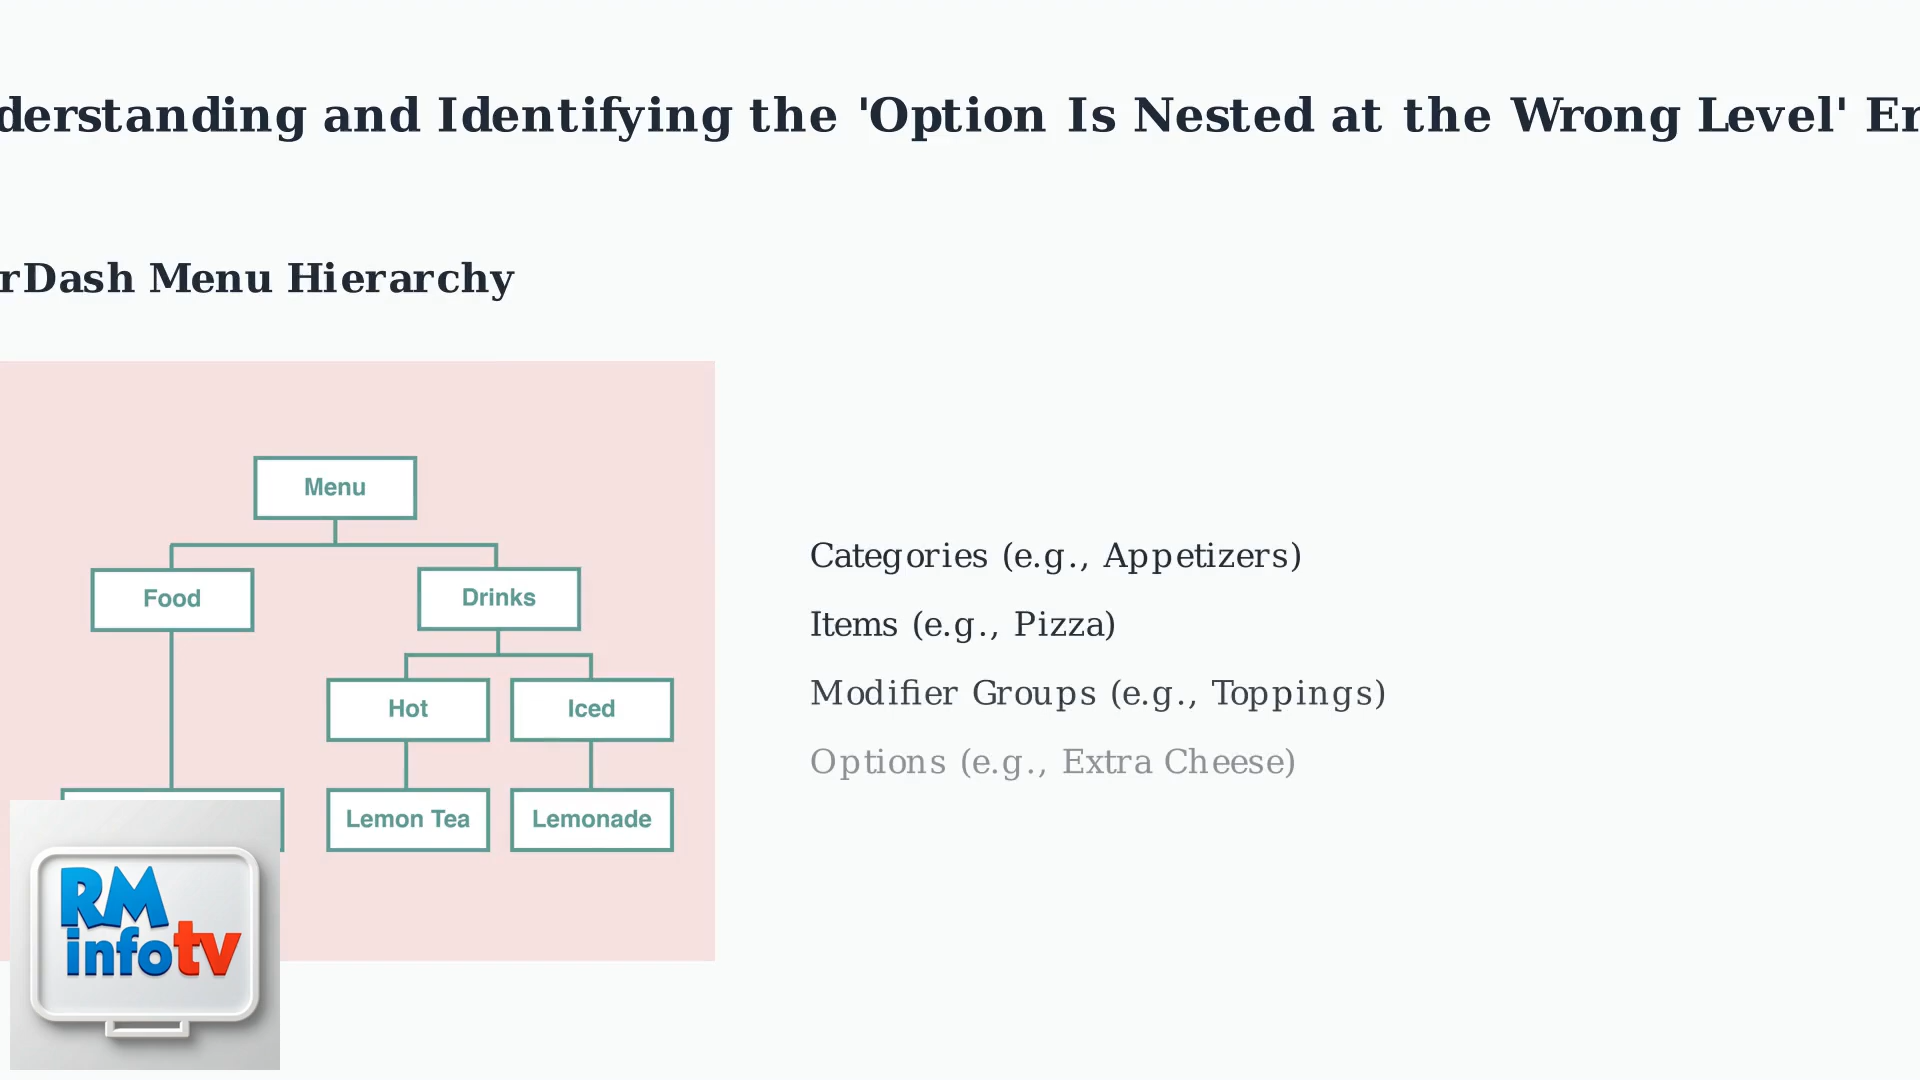 derstanding and Identifying the 'Option Is Nested at the Wrong Level' Er
rDash Menu Hierarchy
Menu
Food
Drinks
Hot
Iced
Lemon Tea
Lemonade
Categories (e.g., Appetizers)
Items (e.g., Pizza)
Modifier Groups (e.g., Toppings)
Options (e.g., Extra Cheese)
RM
infotv